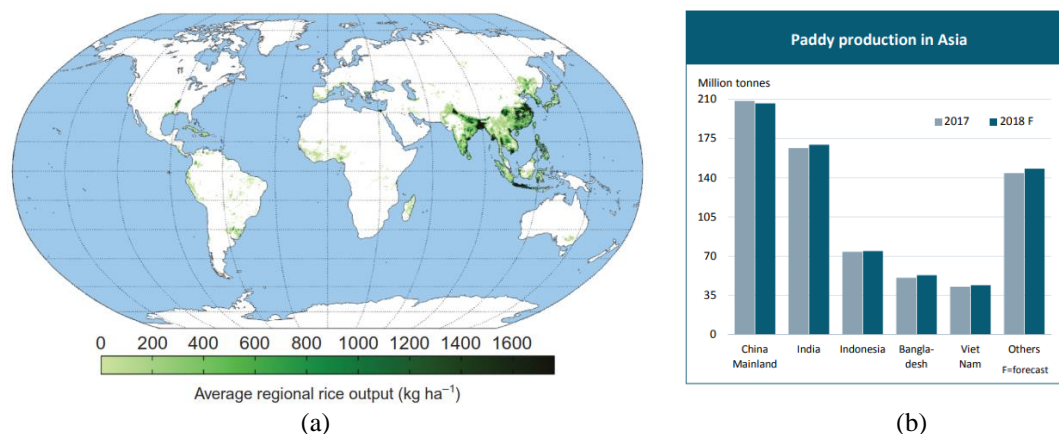 0 200 400 600 800 1000 1200 1400 1600
Average regional rice output (kg ha⁻¹)
(a)
Paddy production in Asia
Million tonnes
210
2017 2018 F
175
140
105
70
35
0
China Mainland
India
Indonesia
Bangla-
desh
Viet
Nam
Others
F=forecast
(b)